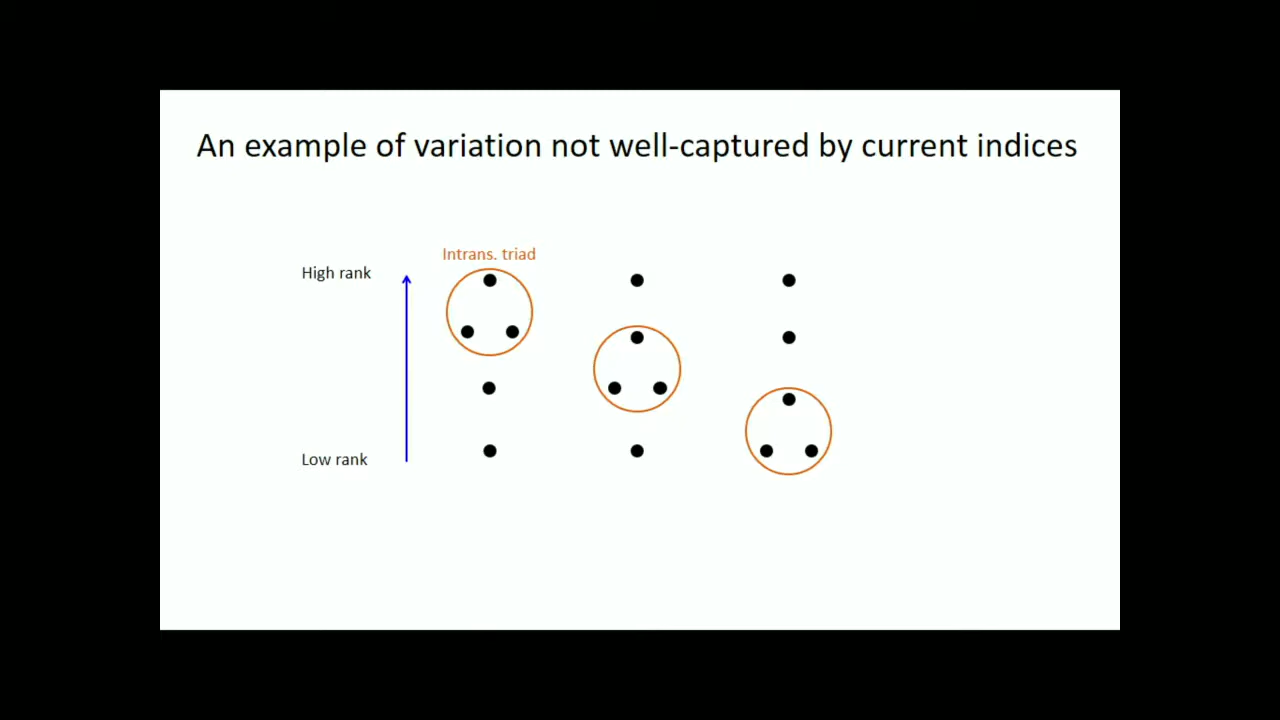 An example of variation not well-captured by current indices
Intrans. triad
High rank
Low rank